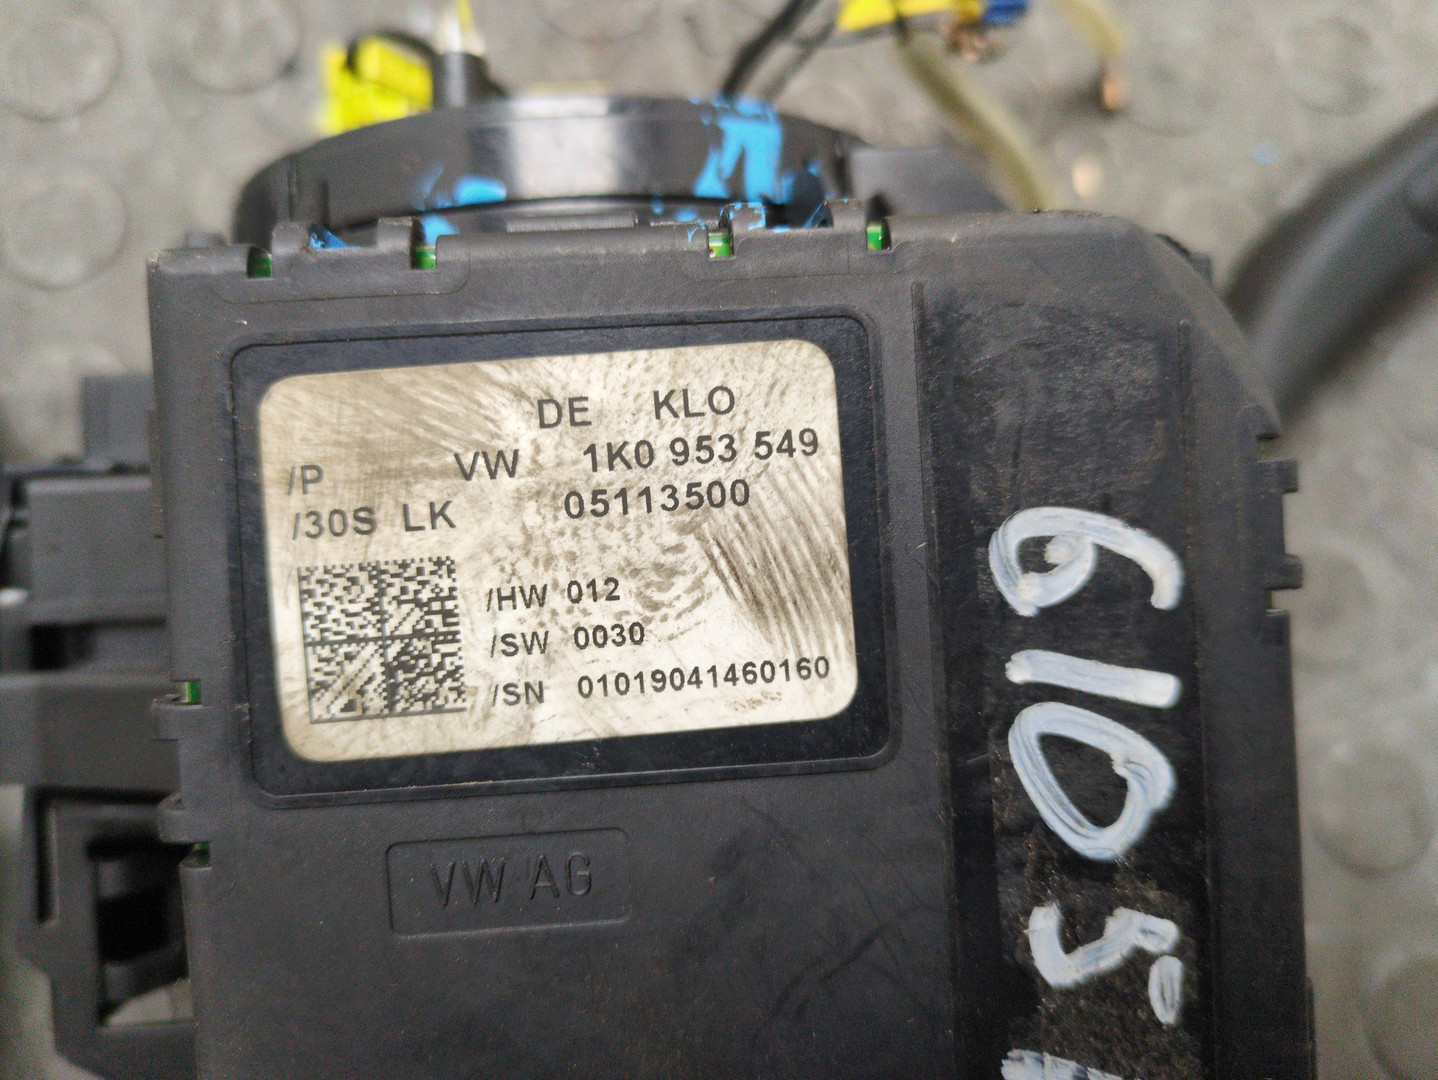 DE KLO
/P VW 1K0 953 549
/30S LK 05113500
/HW 012
/SW 0030
/SN 01019041460160
VW AG
6105